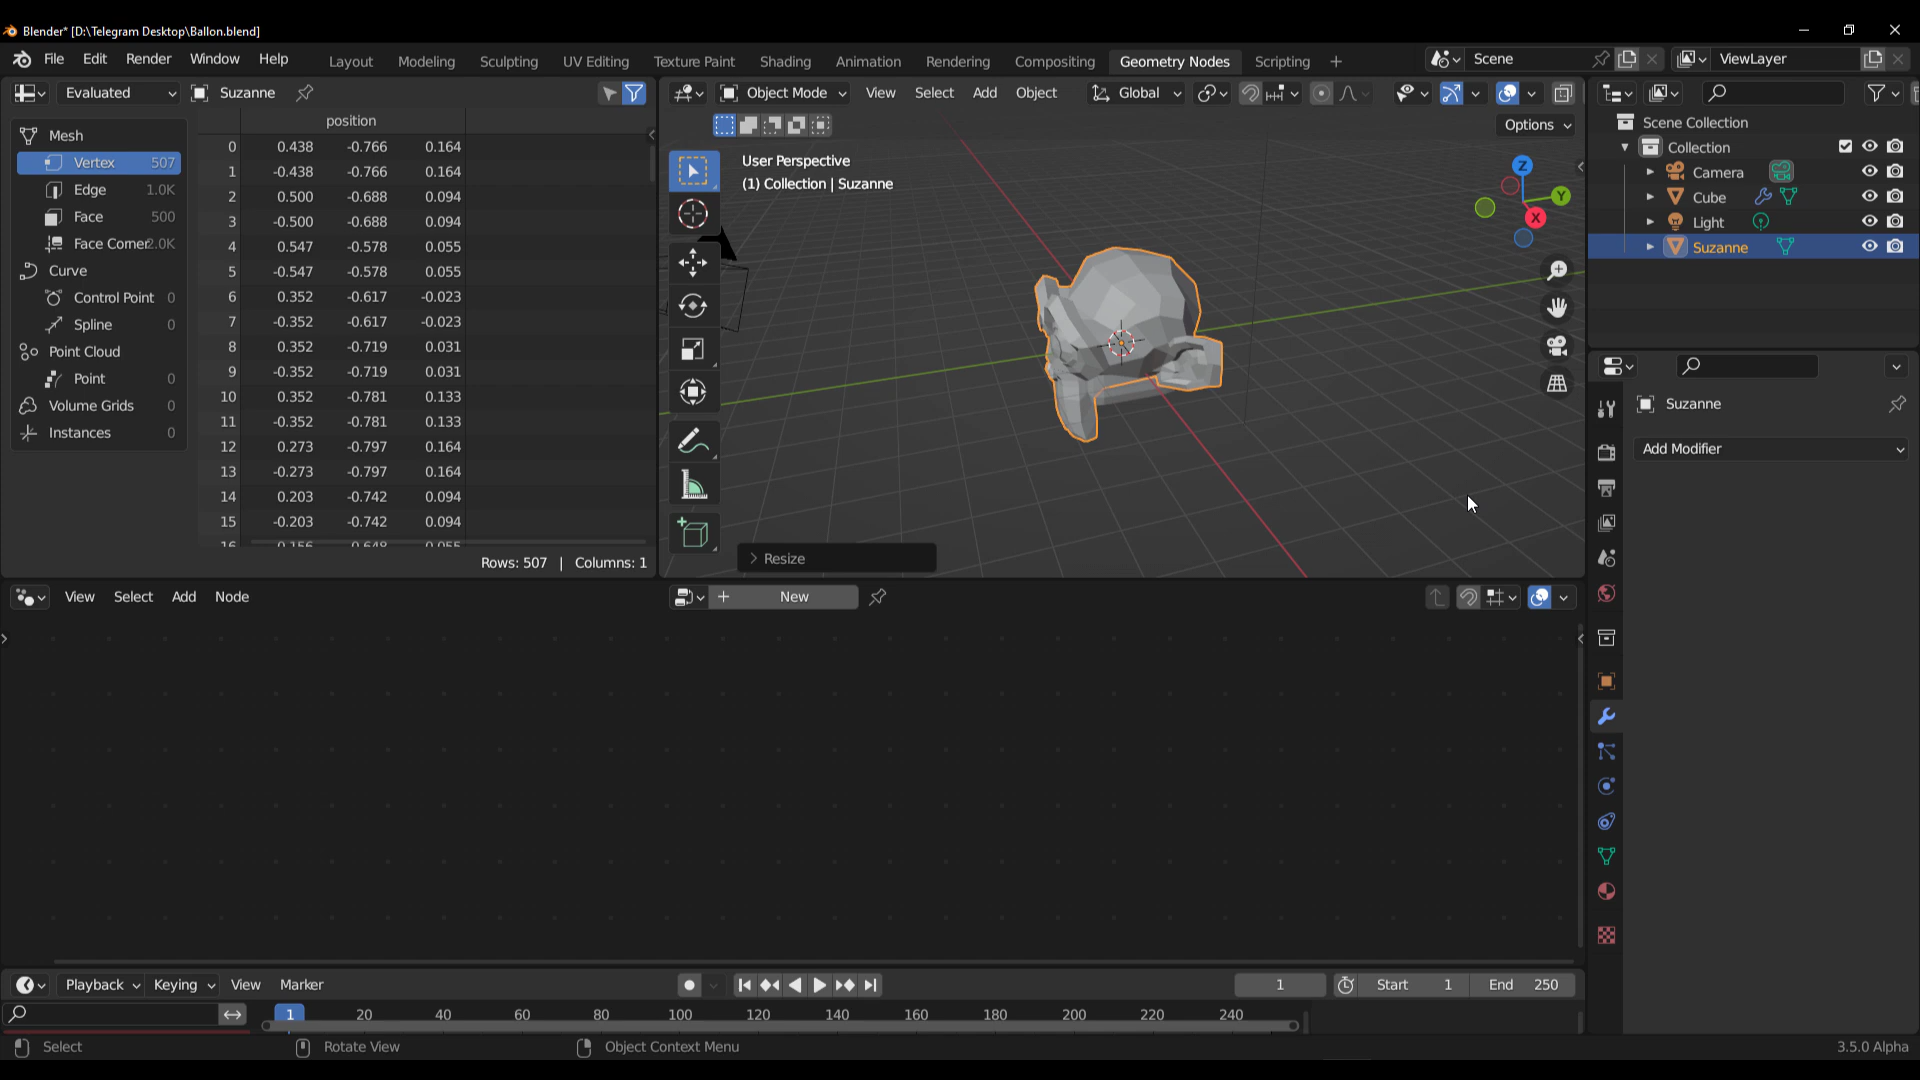 Blender* [D:\Telegram Desktop\Ballon.blend]
File Edit Render Window Help Layout Modeling Sculpting UV Editing Texture Paint Shading Animation Rendering Compositing Geometry Nodes Scripting + Scene ViewLayer
Evaluated Suzanne Object Mode View Select Add Object Global
Options
position
Mesh
Vertex 507
Edge 1.0K
Face 500
Face Corner 2.0K
Curve
Control Point 0
Spline 0
Point Cloud
Point 0
Volume Grids 0
Instances 0
0 0.438 -0.766 0.164
1 -0.438 -0.766 0.164
2 0.500 -0.688 0.094
3 -0.500 -0.688 0.094
4 0.547 -0.578 0.055
5 -0.547 -0.578 0.055
6 0.352 -0.617 -0.023
7 -0.352 -0.617 -0.023
8 0.352 -0.719 0.031
9 -0.352 -0.719 0.031
10 0.352 -0.781 0.133
11 -0.352 -0.781 0.133
12 0.273 -0.797 0.164
13 -0.273 -0.797 0.164
14 0.203 -0.742 0.094
15 -0.203 -0.742 0.094
16 0.156 -0.648 0.055
Rows: 507 | Columns: 1
User Perspective
(1) Collection | Suzanne
Z
Y
X
Resize
Scene Collection
Collection
Camera
Cube
Light
Suzanne
Suzanne
Add Modifier
View Select Add Node + New
Playback Keying View Marker 1 Start 1 End 250
1 20 40 60 80 100 120 140 160 180 200 220 240
Select Rotate View Object Context Menu 3.5.0 Alpha